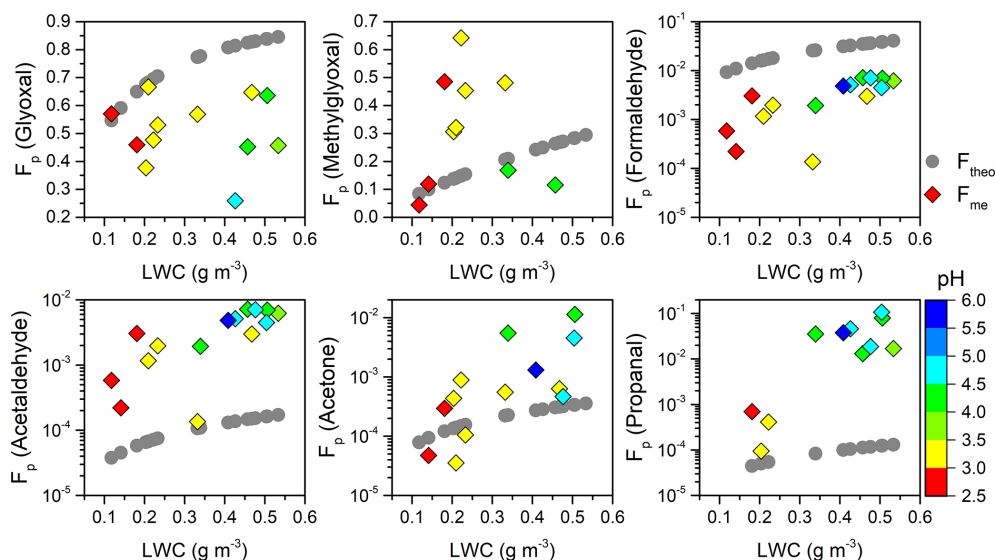 F_p (Glyoxal)
0.9
0.8
0.7
0.6
0.5
0.4
0.3
0.2
0.1 0.2 0.3 0.4 0.5 0.6
LWC (g m⁻³)
F_p (Methylglyoxal)
0.7
0.6
0.5
0.4
0.3
0.2
0.1
0.0
0.1 0.2 0.3 0.4 0.5 0.6
LWC (g m⁻³)
F_p (Formaldehyde)
10⁻¹
10⁻²
10⁻³
10⁻⁴
10⁻⁵
0.1 0.2 0.3 0.4 0.5 0.6
LWC (g m⁻³)
F_theo
F_me
F_p (Acetaldehyde)
10⁻²
10⁻³
10⁻⁴
10⁻⁵
0.1 0.2 0.3 0.4 0.5 0.6
LWC (g m⁻³)
F_p (Acetone)
10⁻²
10⁻³
10⁻⁴
10⁻⁵
0.1 0.2 0.3 0.4 0.5 0.6
LWC (g m⁻³)
F_p (Propanal)
10⁻¹
10⁻²
10⁻³
10⁻⁴
10⁻⁵
0.1 0.2 0.3 0.4 0.5 0.6
LWC (g m⁻³)
pH
6.0
5.5
5.0
4.5
4.0
3.5
3.0
2.5